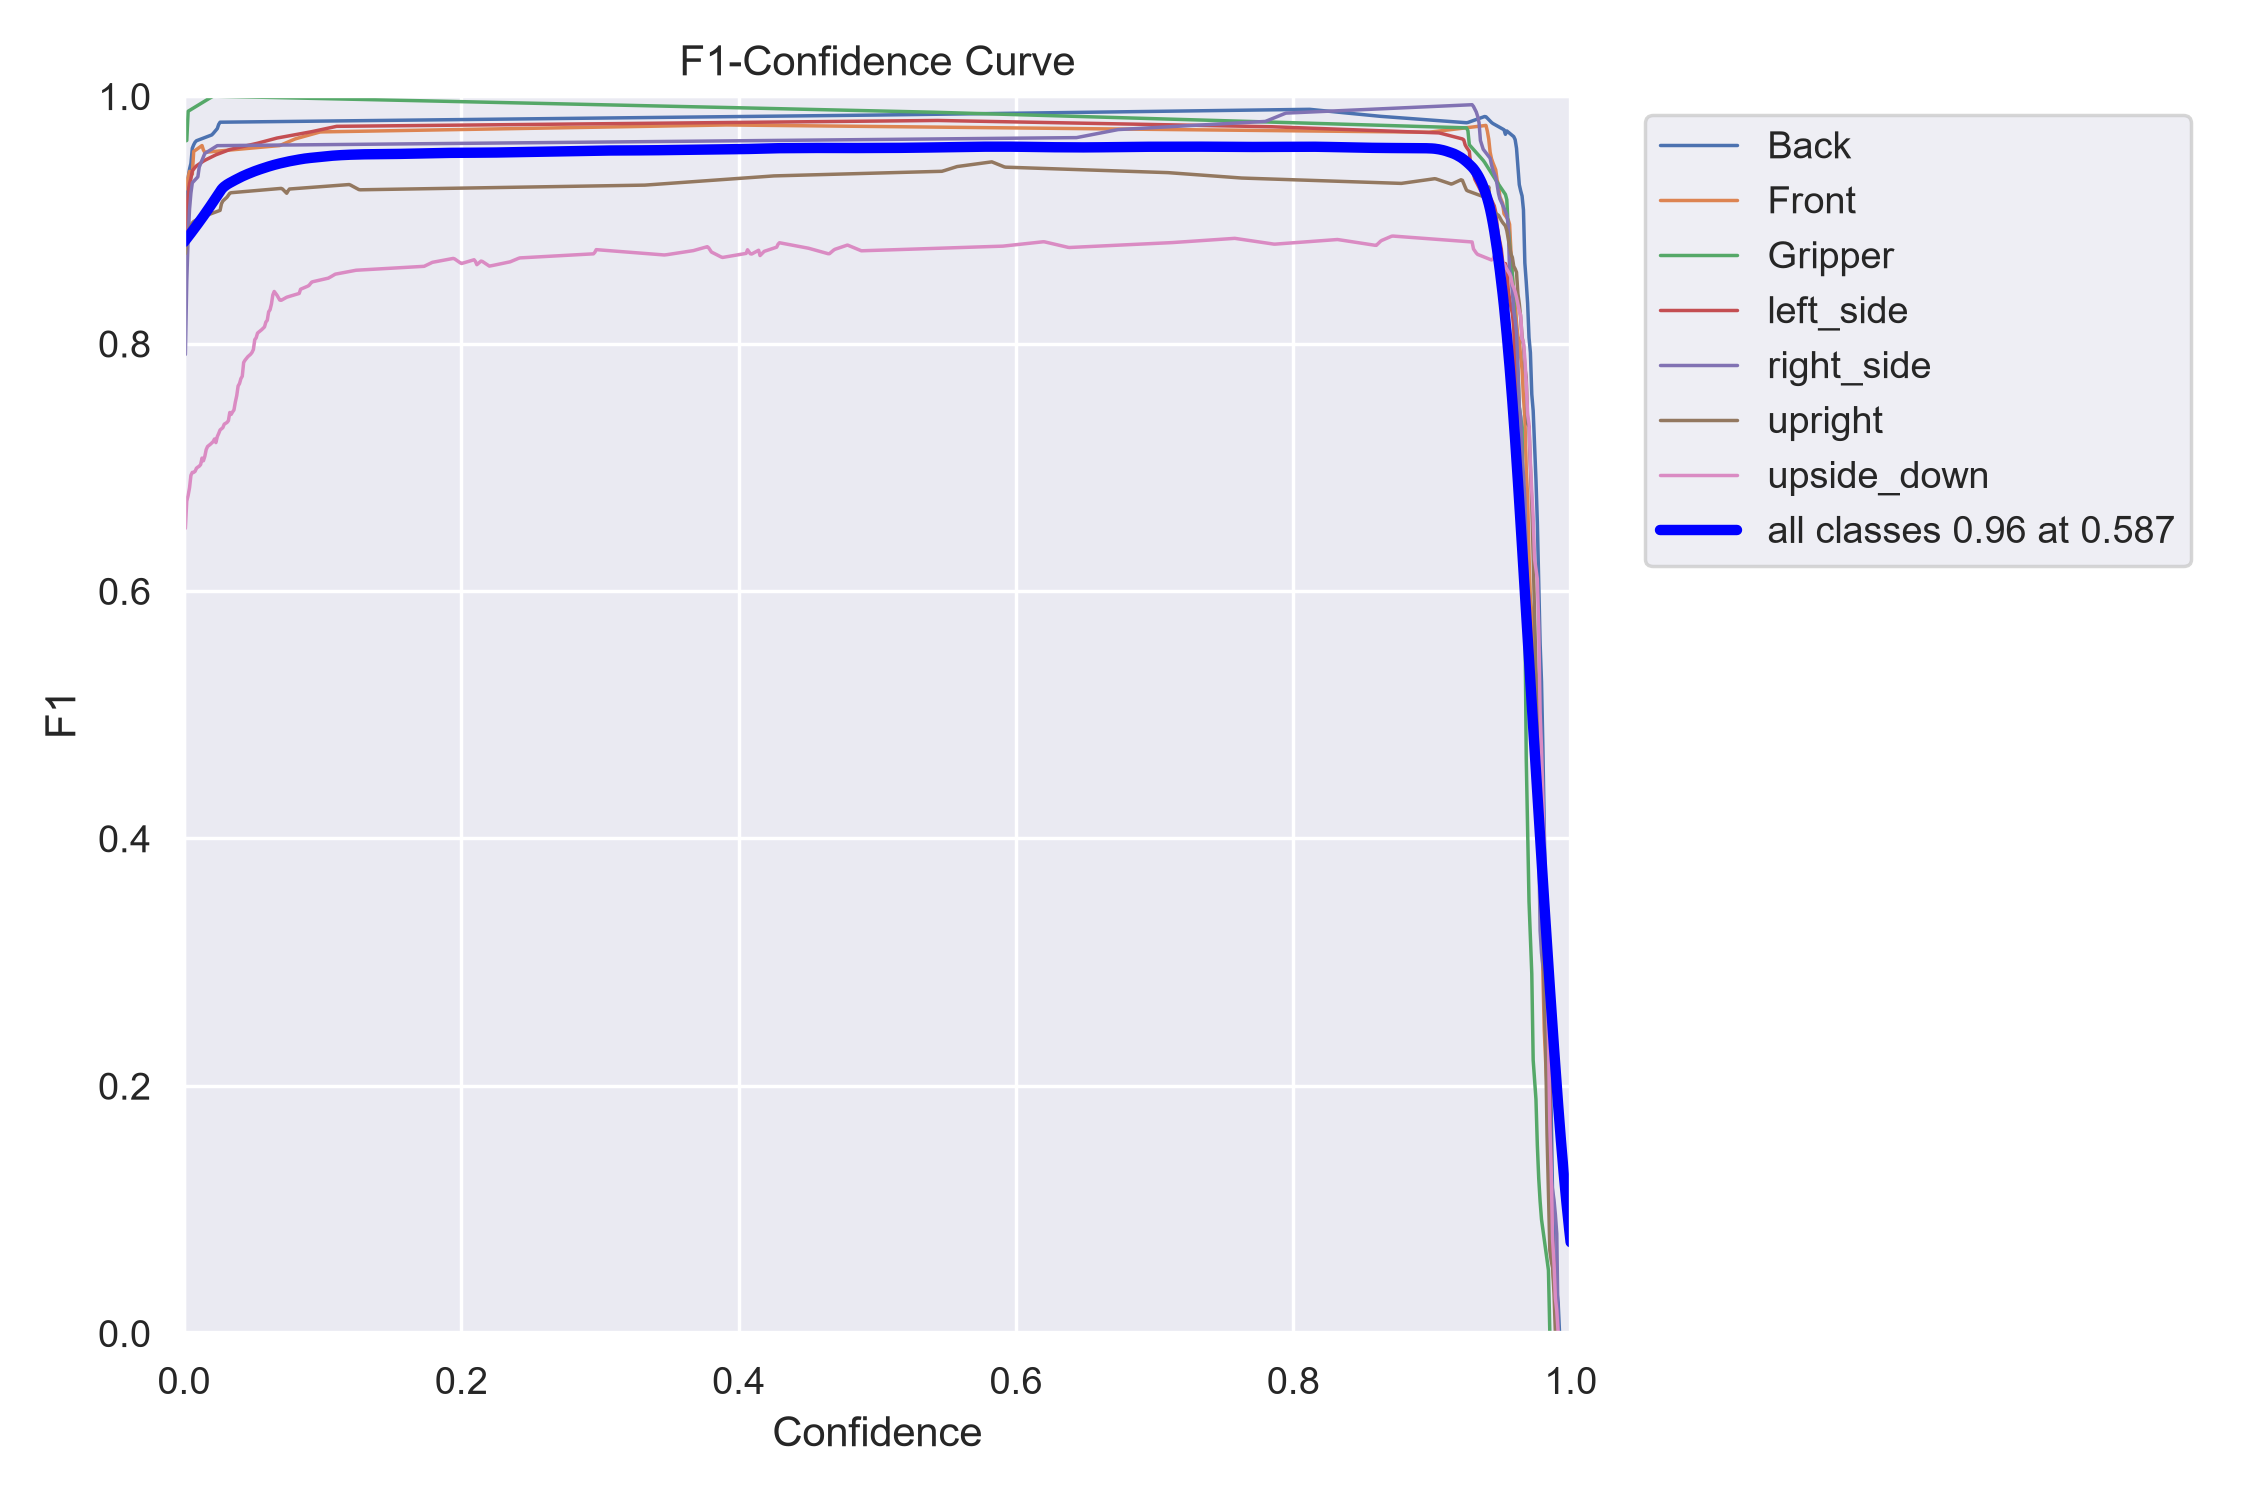 F1-Confidence Curve
1.0
0.8
0.6
0.4
0.2
0.0
F1
0.0 0.2 0.4 0.6 0.8 1.0
Confidence
Back
Front
Gripper
left_side
right_side
upright
upside_down
all classes 0.96 at 0.587